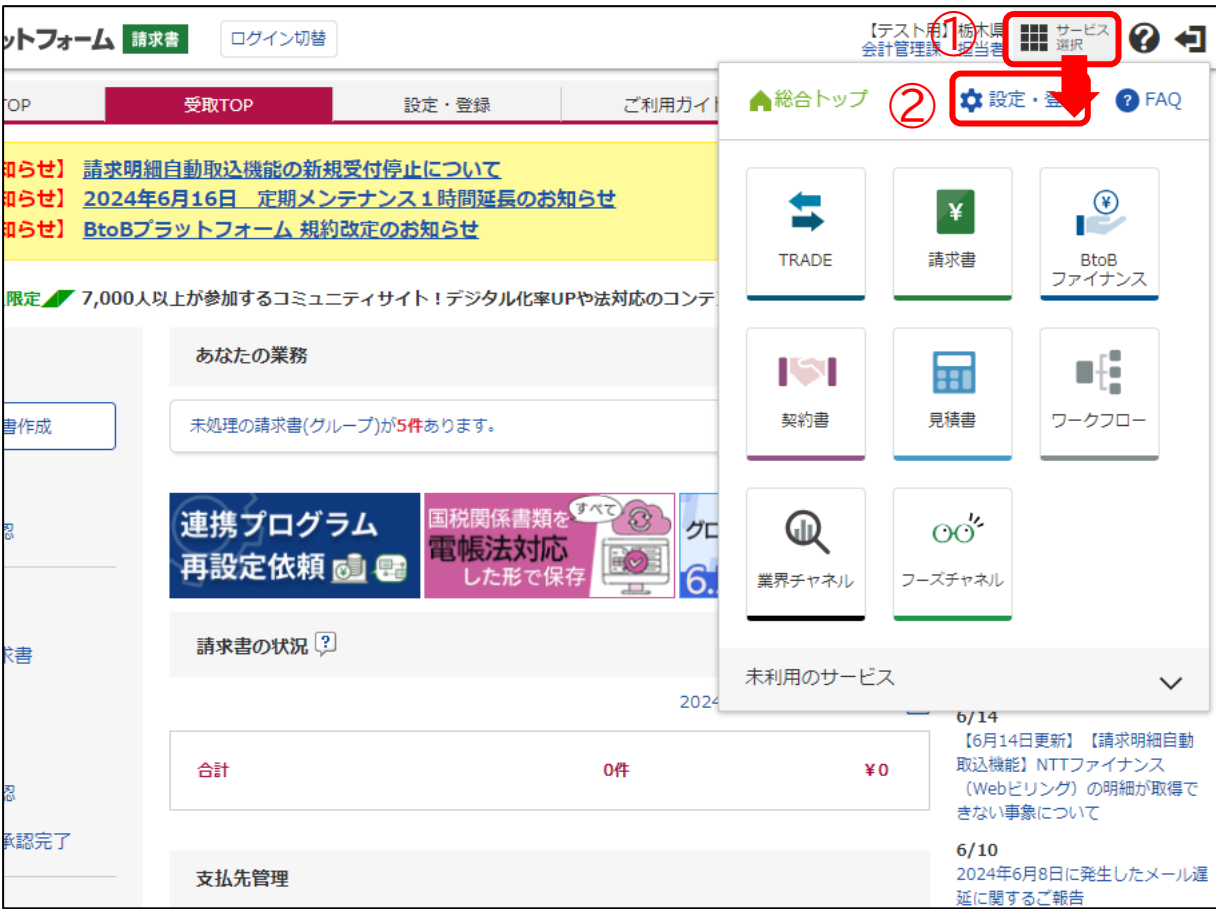 ットフォーム 請求書 ログイン切替
【テスト用】栃木県
会計管理課 担当者
サービス
選択
①
TOP 受取TOP 設定・登録 ご利用ガイ
総合トップ ② 設定・登 FAQ
知らせ】 請求明細自動取込機能の新規受付停止について
知らせ】 2024年6月16日 定期メンテナンス1時間延長のお知らせ
知らせ】 BtoBプラットフォーム 規約改定のお知らせ
限定 7,000人以上が参加するコミュニティサイト!デジタル化率UPや法対応のコンテ
TRADE
請求書
BtoB
ファイナンス
契約書
見積書
ワークフロー
業界チャネル
フーズチャネル
未利用のサービス
あなたの業務
書作成
未処理の請求書(グループ)が5件あります。
連携プログラム
再設定依頼
国税関係書類を
すべて
電帳法対応
した形で保存
グロ
6.
認
請求書の状況 ?
求書
2024
合計 0件 ¥0
認
承認完了
支払先管理
6/14
【6月14日更新】【請求明細自動
取込機能】NTTファイナンス
(Webビリング)の明細が取得で
きない事象について
6/10
2024年6月8日に発生したメール遅
延に関するご報告